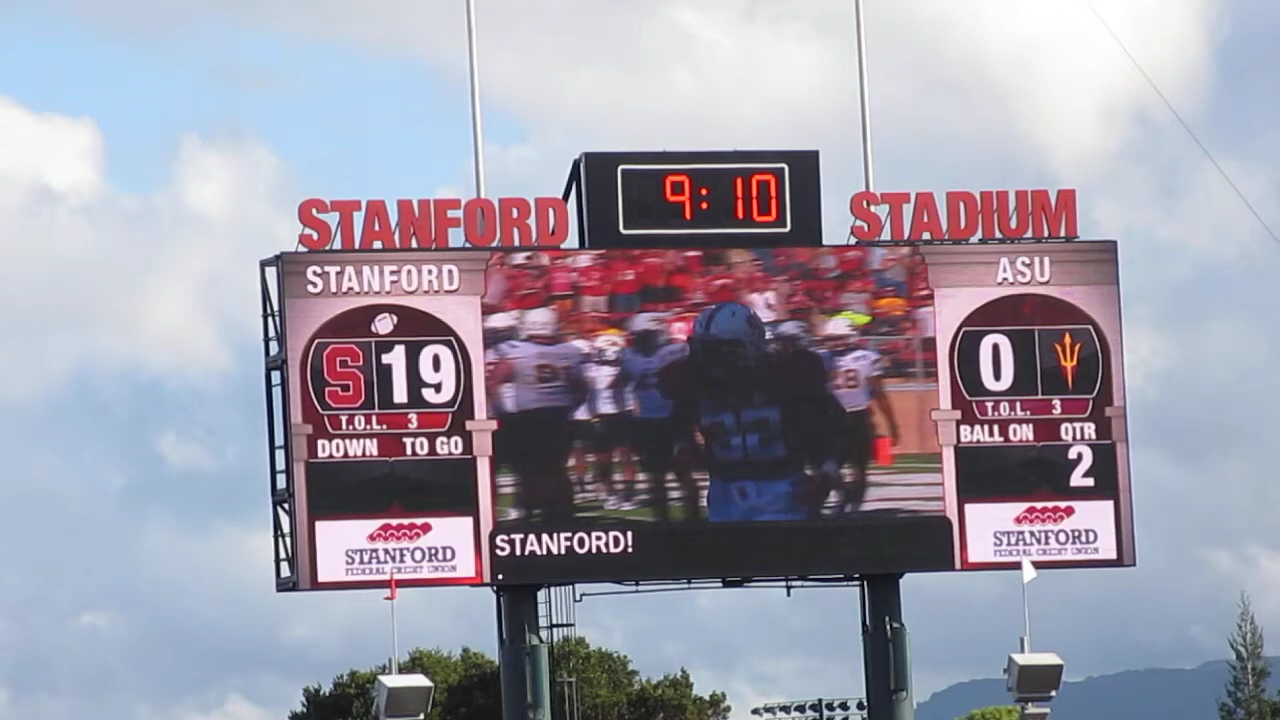 9:10
STANFORD STADIUM
STANFORD
S 19
T.O.L. 3
DOWN TO GO
STANFORD
FEDERAL CREDIT UNION
STANFORD!
ASU
0
T.O.L. 3
BALL ON QTR
2
STANFORD
FEDERAL CREDIT UNION